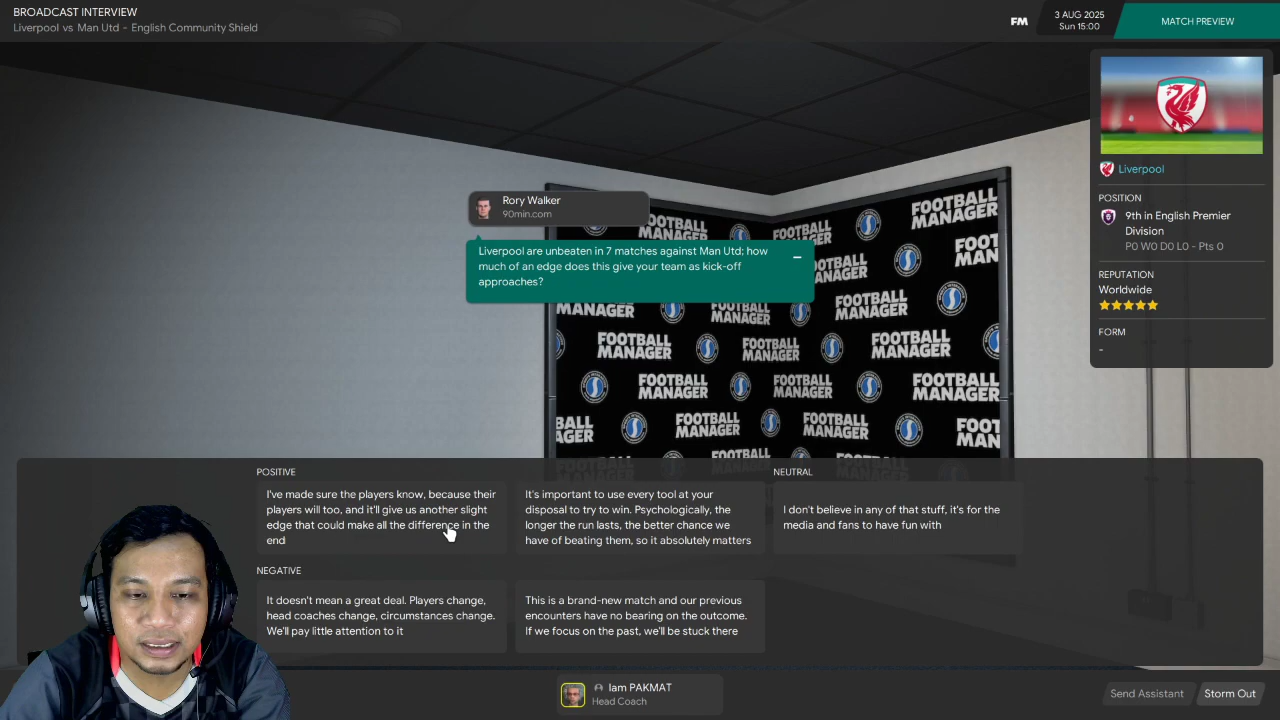 BROADCAST INTERVIEW
Liverpool vs Man Utd - English Community Shield
FM
3 AUG 2025
Sun 15:00
MATCH PREVIEW
Liverpool
POSITION
9th in English Premier
Division
P0 W0 D0 L0 - Pts 0
REPUTATION
Worldwide
FORM
-
Rory Walker
90min.com
Liverpool are unbeaten in 7 matches against Man Utd; how
much of an edge does this give your team as kick-off
approaches?
FOOTBALL
MANAGER
POSITIVE
I've made sure the players know, because their
players will too, and it'll give us another slight
edge that could make all the difference in the
end
It's important to use every tool at your
disposal to try to win. Psychologically, the
longer the run lasts, the better chance we
have of beating them, so it absolutely matters
NEUTRAL
I don't believe in any of that stuff, it's for the
media and fans to have fun with
NEGATIVE
It doesn't mean a great deal. Players change,
head coaches change, circumstances change.
We'll pay little attention to it
This is a brand-new match and our previous
encounters have no bearing on the outcome.
If we focus on the past, we'll be stuck there
Iam PAKMAT
Head Coach
Send Assistant
Storm Out